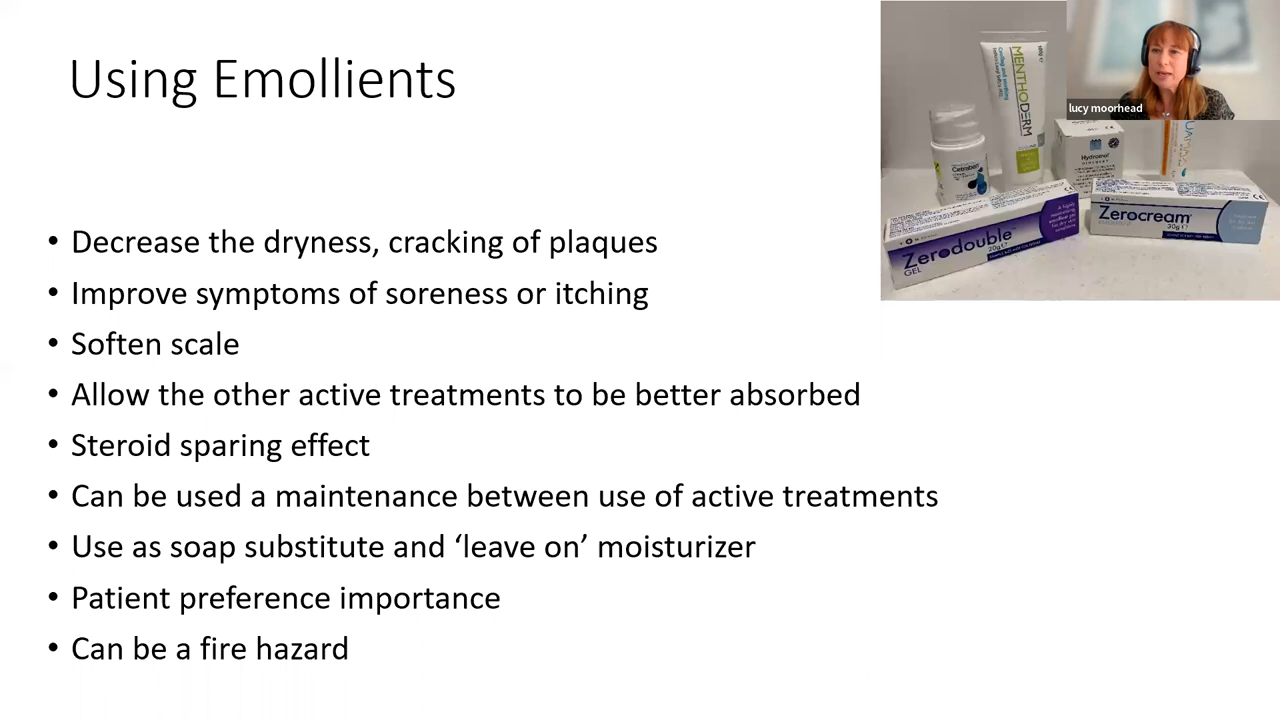 Using Emollients
lucy moorhead
MENTHODERM
Cetraben
Hydromol
OINTMENT
Zerodouble
GEL
20g
Zerocream
30g
• Decrease the dryness, cracking of plaques
• Improve symptoms of soreness or itching
• Soften scale
• Allow the other active treatments to be better absorbed
• Steroid sparing effect
• Can be used a maintenance between use of active treatments
• Use as soap substitute and ‘leave on’ moisturizer
• Patient preference importance
• Can be a fire hazard